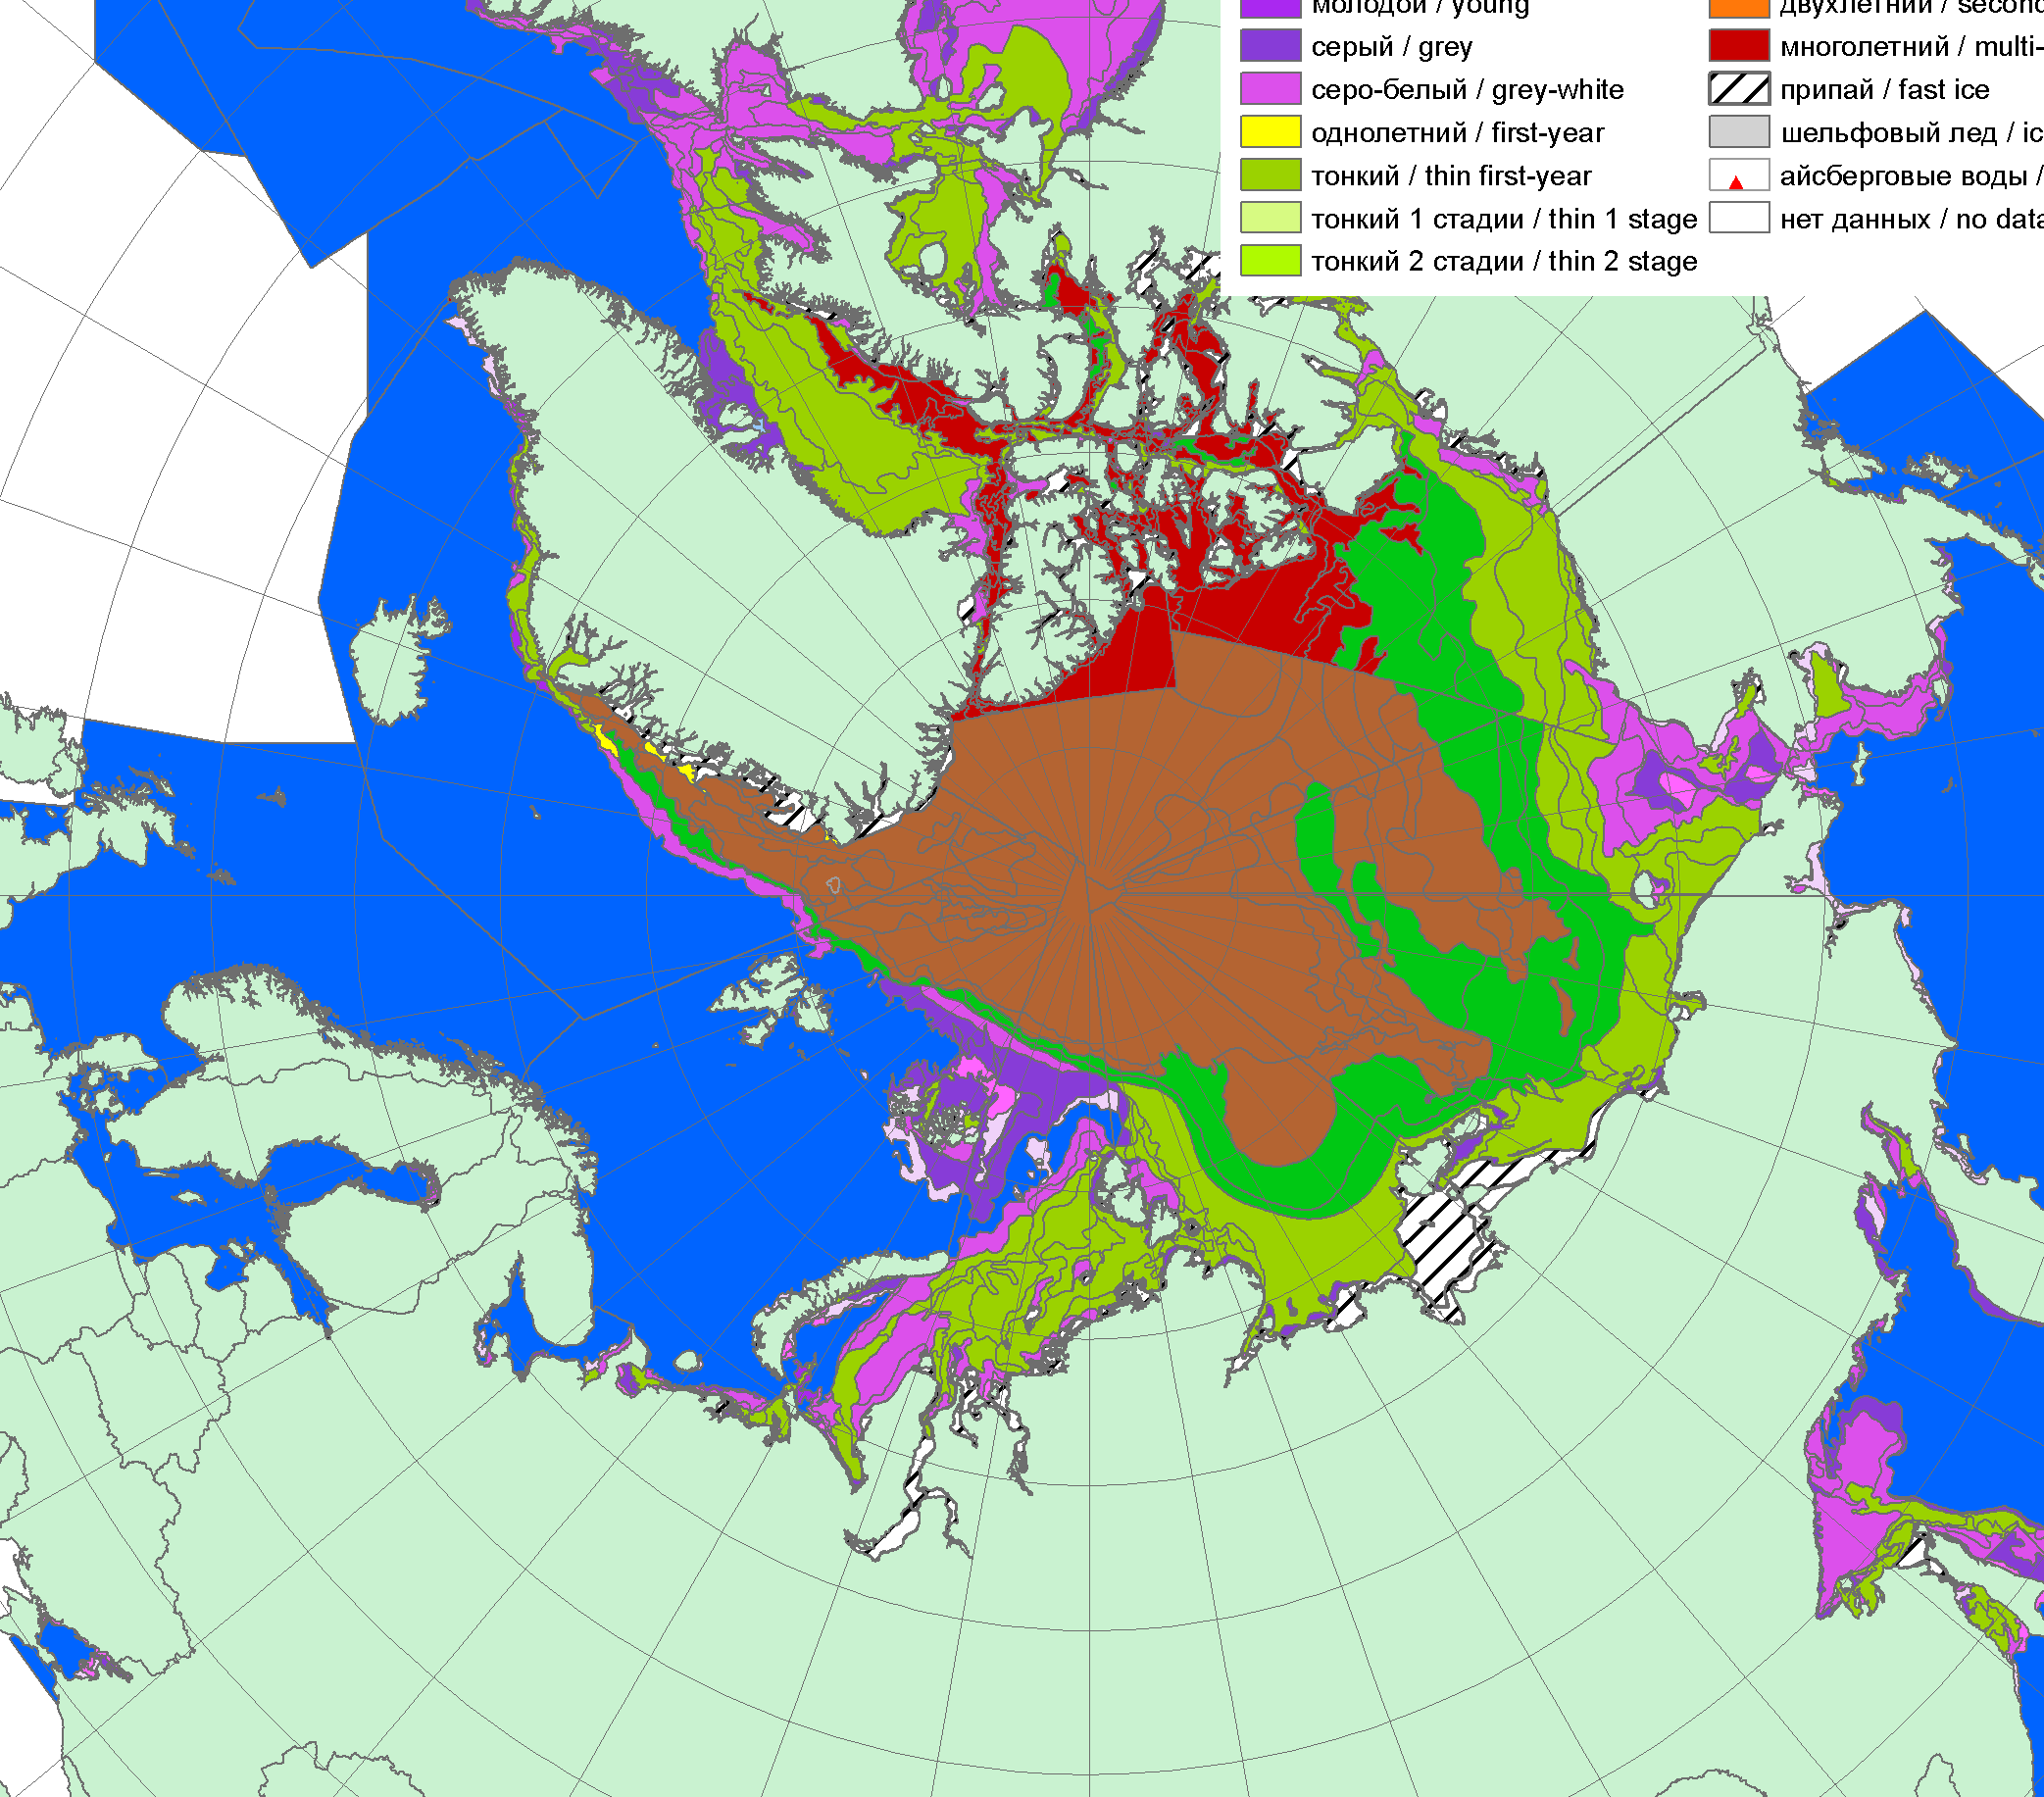 молодой / young
серый / grey
серо-белый / grey-white
однолетний / first-year
тонкий / thin first-year
тонкий 1 стадии / thin 1 stage
тонкий 2 стадии / thin 2 stage
двухлетний / second
многолетний / multi-
припай / fast ice
шельфовый лед / ic
айсберговые воды /
нет данных / no data